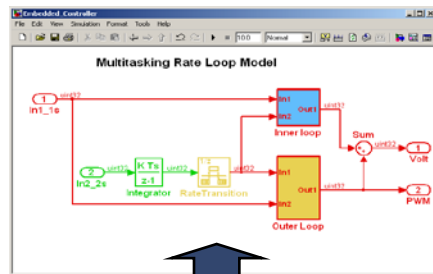 Embedded_Controller
File Edit View Simulation Format Tools Help
10.0 Normal
Multitasking Rate Loop Model
1 uint32
In1_1s
In1
In2
Out1
Inner loop
uint32
Sum
uint32
1
Volt
2 uint32
In2_2s
K Ts
z-1
Integrator
uint32
RateTransition
uint32
In1
In2
Out1
Outer Loop
uint32
2
PWM